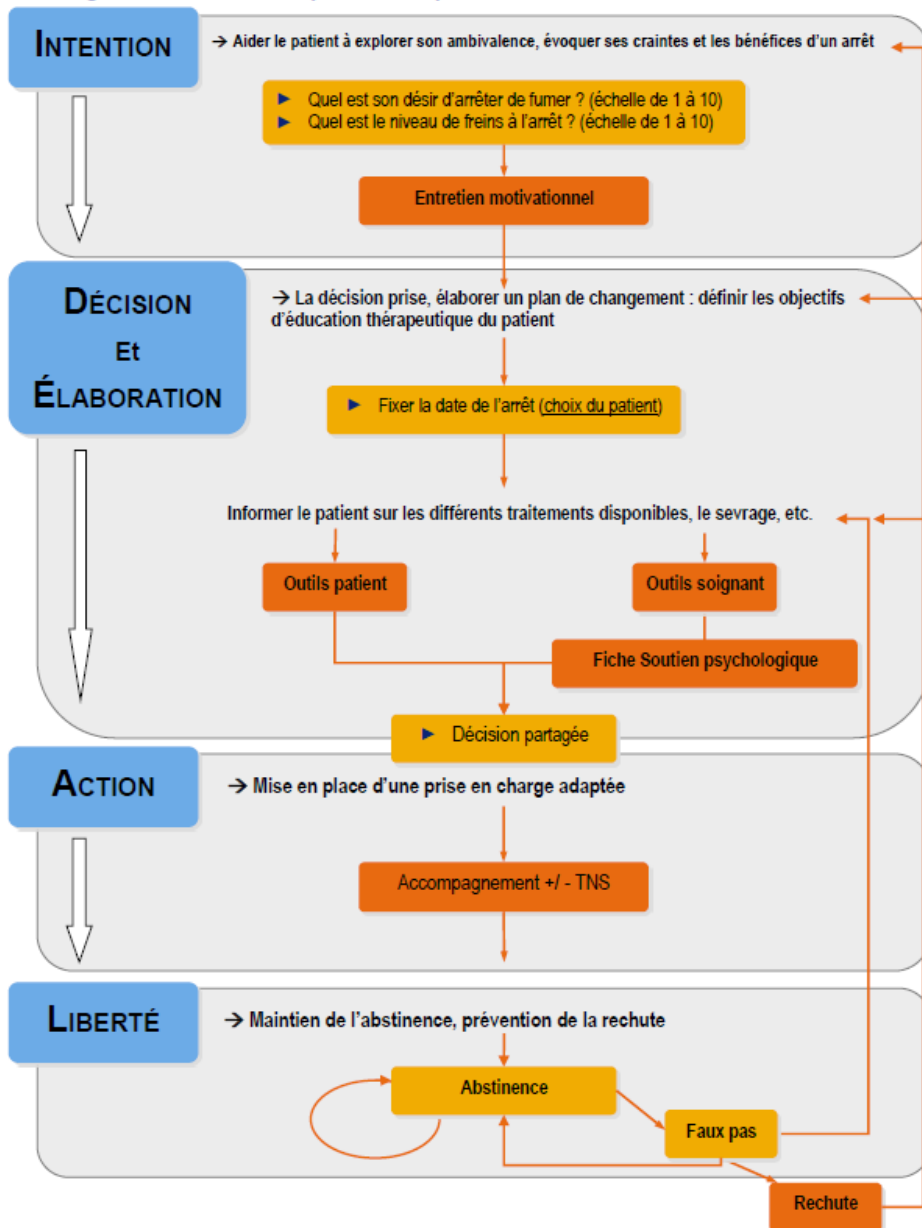 INTENTION
→ Aider le patient à explorer son ambivalence, évoquer ses craintes et les bénéfices d'un arrêt
► Quel est son désir d'arrêter de fumer ? (échelle de 1 à 10)
► Quel est le niveau de freins à l'arrêt ? (échelle de 1 à 10)
Entretien motivationnel
DÉCISION
Et
ÉLABORATION
→ La décision prise, élaborer un plan de changement : définir les objectifs
d'éducation thérapeutique du patient
► Fixer la date de l'arrêt (choix du patient)
Informer le patient sur les différents traitements disponibles, le sevrage, etc.
Outils patient
Outils soignant
Fiche Soutien psychologique
► Décision partagée
ACTION
→ Mise en place d'une prise en charge adaptée
Accompagnement +/ - TNS
LIBERTÉ
→ Maintien de l'abstinence, prévention de la rechute
Abstinence
Faux pas
Rechute